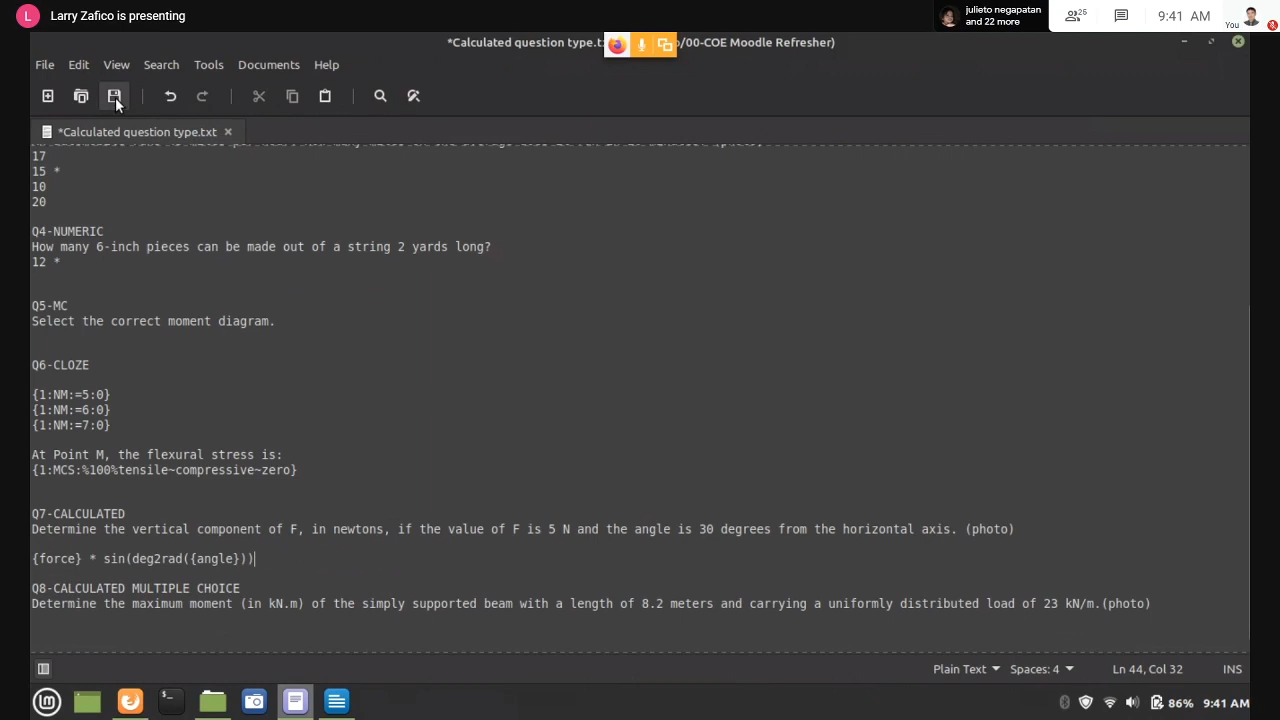 L Larry Zafico is presenting
julieto negapatan
and 22 more
25
9:41 AM
You
*Calculated question type.t
o/00-COE Moodle Refresher)
File Edit View Search Tools Documents Help
*Calculated question type.txt
17
15 *
10
20
Q4-NUMERIC
How many 6-inch pieces can be made out of a string 2 yards long?
12 *
Q5-MC
Select the correct moment diagram.
Q6-CLOZE
{1:NM:=5:0}
{1:NM:=6:0}
{1:NM:=7:0}
At Point M, the flexural stress is:
{1:MCS:%100%tensile~compressive~zero}
Q7-CALCULATED
Determine the vertical component of F, in newtons, if the value of F is 5 N and the angle is 30 degrees from the horizontal axis. (photo)
{force} * sin(deg2rad({angle}))
Q8-CALCULATED MULTIPLE CHOICE
Determine the maximum moment (in kN.m) of the simply supported beam with a length of 8.2 meters and carrying a uniformly distributed load of 23 kN/m.(photo)
Plain Text Spaces: 4 Ln 44, Col 32 INS
86% 9:41 AM